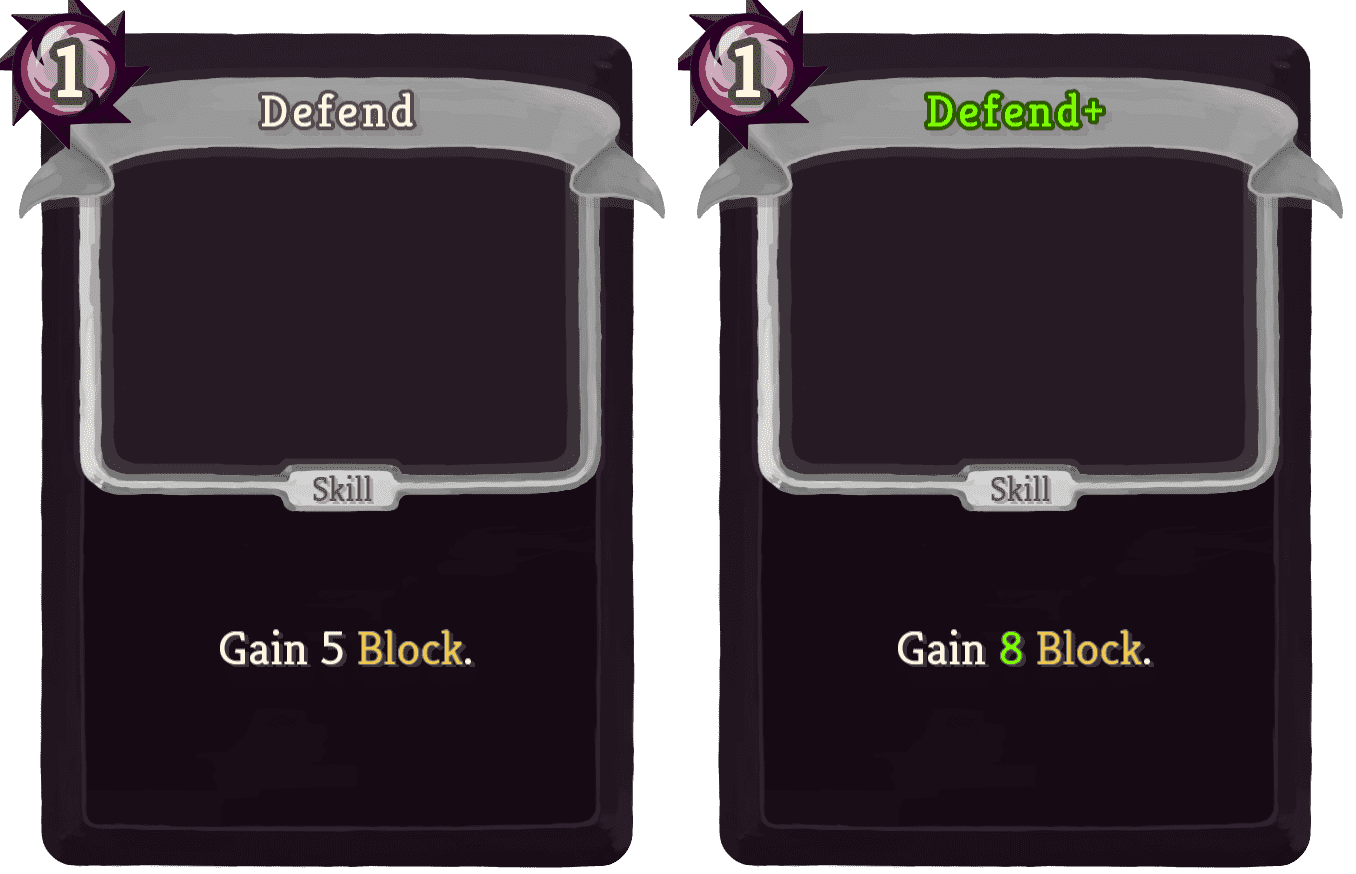 1
Defend
Skill
Gain 5 Block.
1
Defend+
Skill
Gain 8 Block.